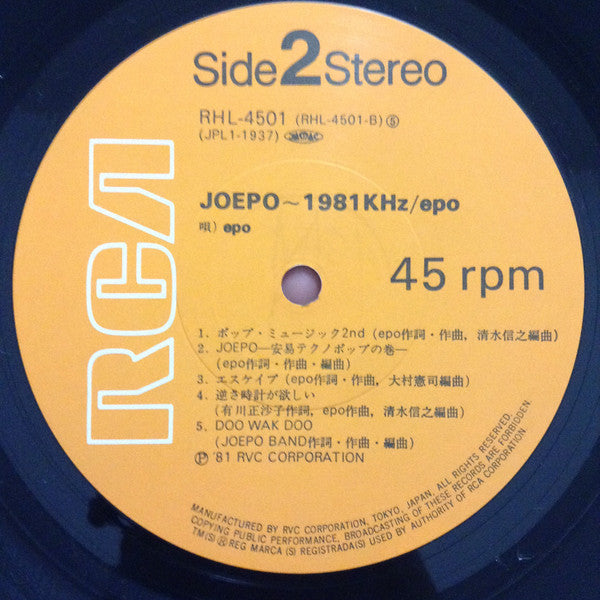 Side 2 Stereo
RHL-4501 (RHL-4501-B) Ⓢ
(JPL1-1937)
JOEPO~1981KHz/epo
唄) epo
45 rpm
RCA
1. ポップ・ミュージック2nd (epo作詞・作曲, 清水信之編曲)
2. JOEPO—安易テクノポップの巻—
(epo作詞・作曲・編曲)
3. エスケイプ (epo作詞・作曲, 大村憲司編曲)
4. 逆き時計が欲しい
(有川正沙子作詞, epo作曲, 清水信之編曲)
5. DOO WAK DOO
(JOEPO BAND作詞・作曲・編曲)
Ⓟ '81 RVC CORPORATION
MANUFACTURED BY RVC CORPORATION, TOKYO, JAPAN, ALL RIGHTS RESERVED.
COPYING PUBLIC PERFORMANCE, BROADCASTING OF THESE RECORDS ARE FORBIDDEN.
TM(S) Ⓡ REG MARCA (S) REGISTRADA(S) USED BY AUTHORITY OF RCA CORPORATION